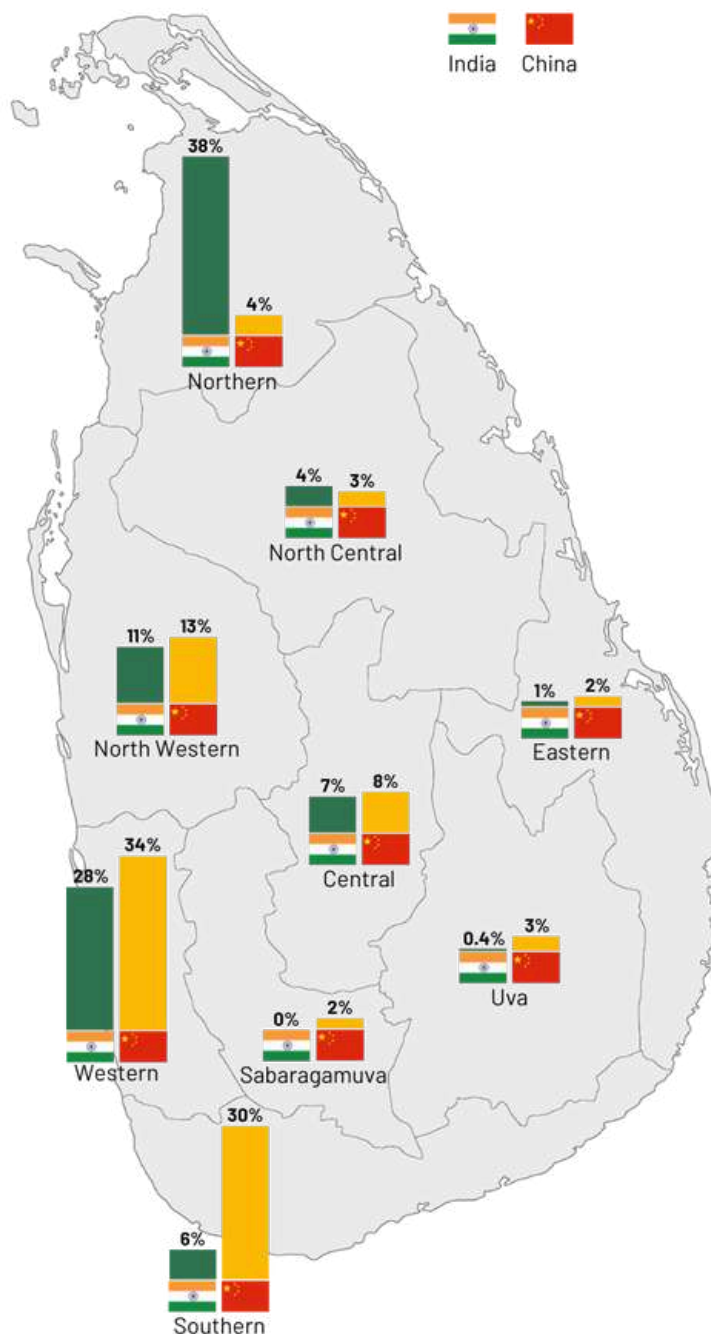 India China
38%
4%
Northern
4% 3%
North Central
11% 13%
North Western
1% 2%
Eastern
7% 8%
Central
28% 34%
Western
0.4% 3%
Uva
0% 2%
Sabaragamuva
6% 30%
Southern